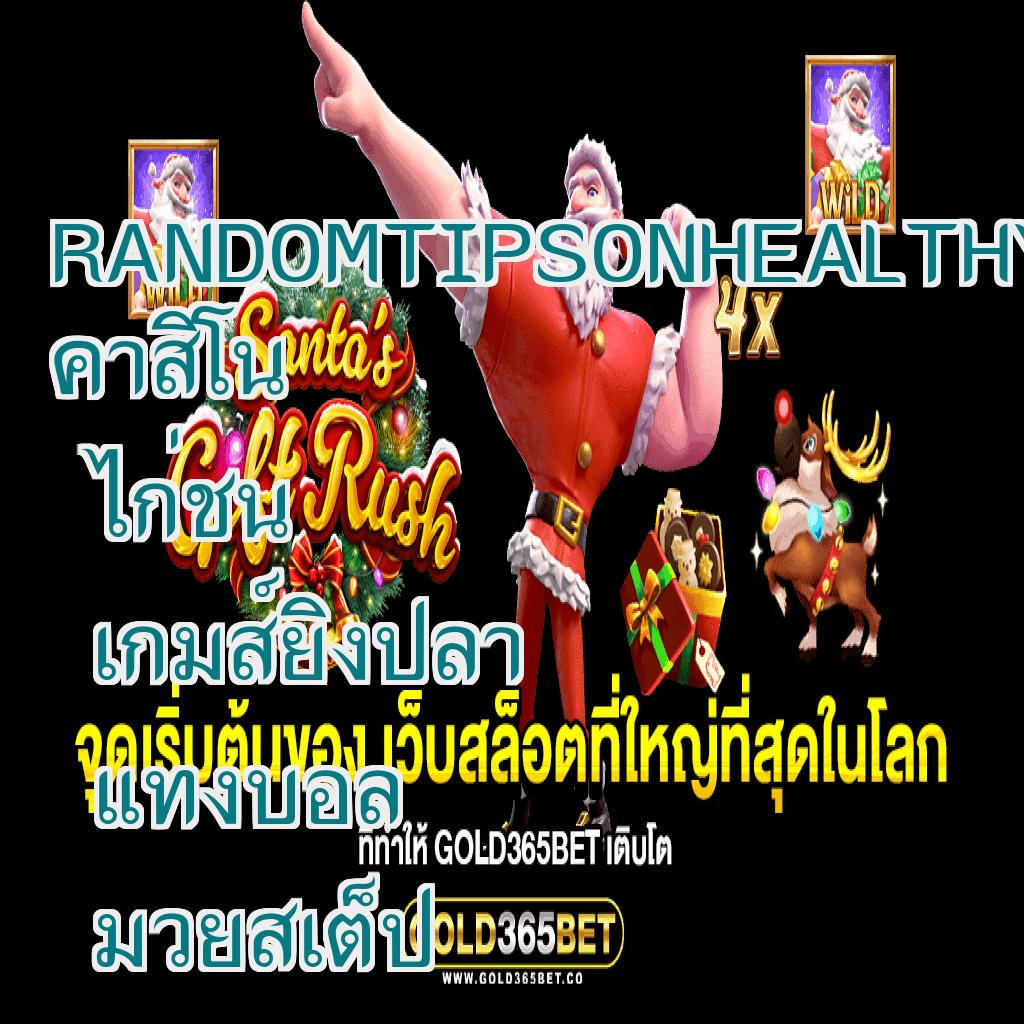 WILD
RANDOMTIPSONHEALTHY
WILD
4x
Santa's
คาสิโน
Gift Rush
ไก่ชน
เกมส์ยิงปลา
จุดเริ่มต้นของ เว็บสล็อตที่ใหญ่ที่สุดในโลก
แทงบอล
ที่ทำให้ GOLD365BET เติบโต
มวยสเต็ป
GOLD365BET
WWW.GOLD365BET.CO